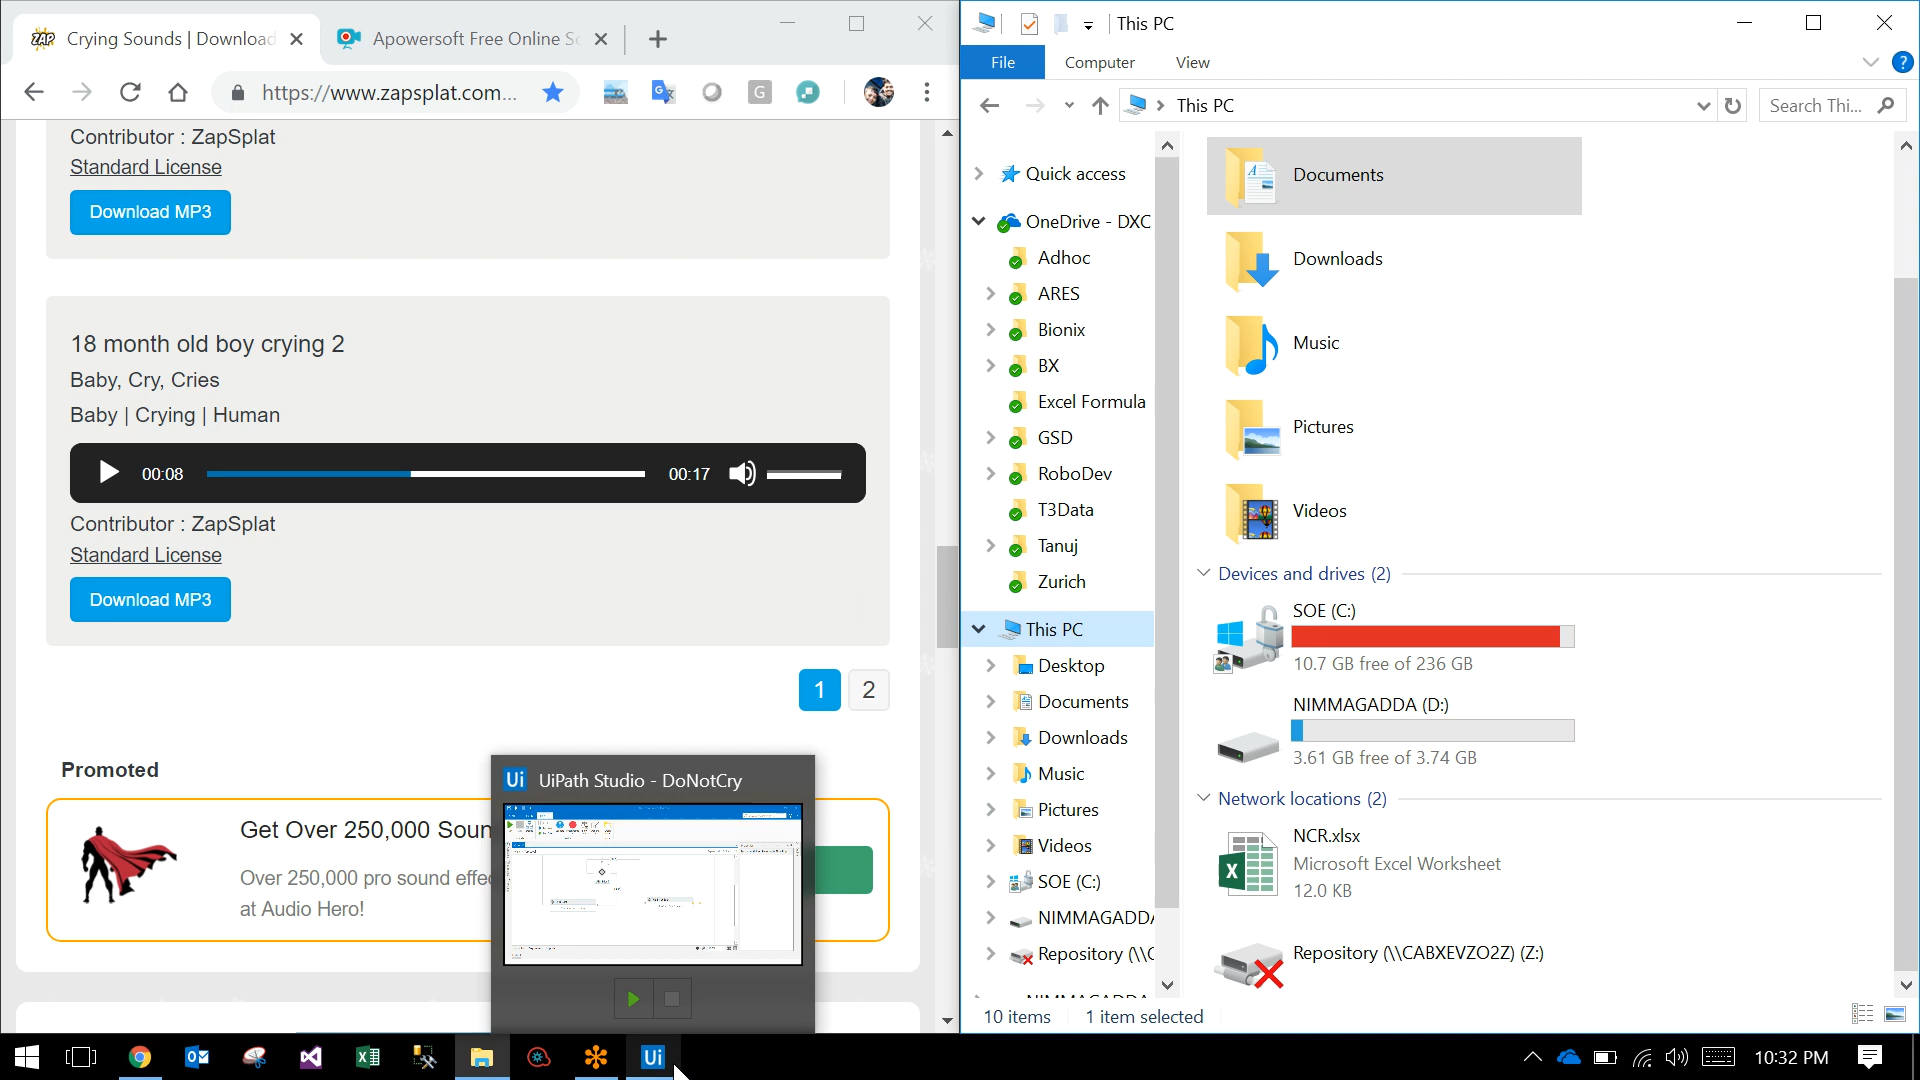 Crying Sounds | Download
Apowersoft Free Online Sc
https://www.zapsplat.com...
G
Contributor : ZapSplat
Standard License
Download MP3
18 month old boy crying 2
Baby, Cry, Cries
Baby | Crying | Human
00:08
00:17
Contributor : ZapSplat
Standard License
Download MP3
1
2
Promoted
Get Over 250,000 Soun
Over 250,000 pro sound effec
at Audio Hero!
Ui UiPath Studio - DoNotCry
This PC
File
Computer
View
This PC
Search Thi...
Quick access
OneDrive - DXC
Adhoc
ARES
Bionix
BX
Excel Formula
GSD
RoboDev
T3Data
Tanuj
Zurich
This PC
Desktop
Documents
Downloads
Music
Pictures
Videos
SOE (C:)
NIMMAGADDA
Repository (\\C
Documents
Downloads
Music
Pictures
Videos
Devices and drives (2)
SOE (C:)
10.7 GB free of 236 GB
NIMMAGADDA (D:)
3.61 GB free of 3.74 GB
Network locations (2)
NCR.xlsx
Microsoft Excel Worksheet
12.0 KB
Repository (\\CABXEVZO2Z) (Z:)
10 items
1 item selected
Ui
10:32 PM